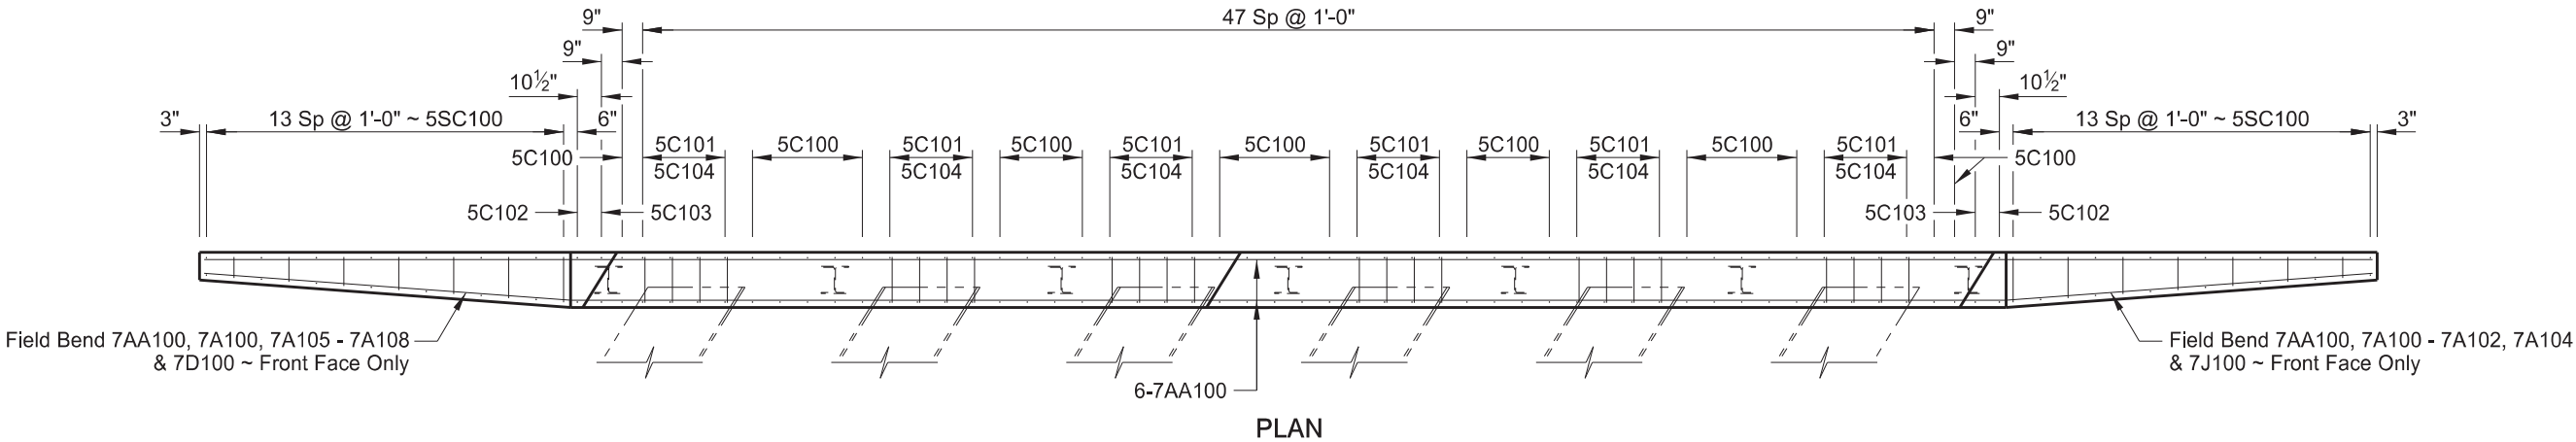 9"
47 Sp @ 1'-0"
9"
9"
9"
10½"
10½"
3"
13 Sp @ 1'-0" ~ 5SC100
6"
6"
13 Sp @ 1'-0" ~ 5SC100
3"
5C100
5C101
5C104
5C100
5C101
5C104
5C100
5C101
5C104
5C100
5C101
5C104
5C100
5C101
5C104
5C100
5C101
5C104
5C100
5C102
5C103
5C103
5C102
Field Bend 7AA100, 7A100, 7A105 - 7A108
& 7D100 ~ Front Face Only
Field Bend 7AA100, 7A100 - 7A102, 7A104
& 7J100 ~ Front Face Only
6-7AA100
PLAN